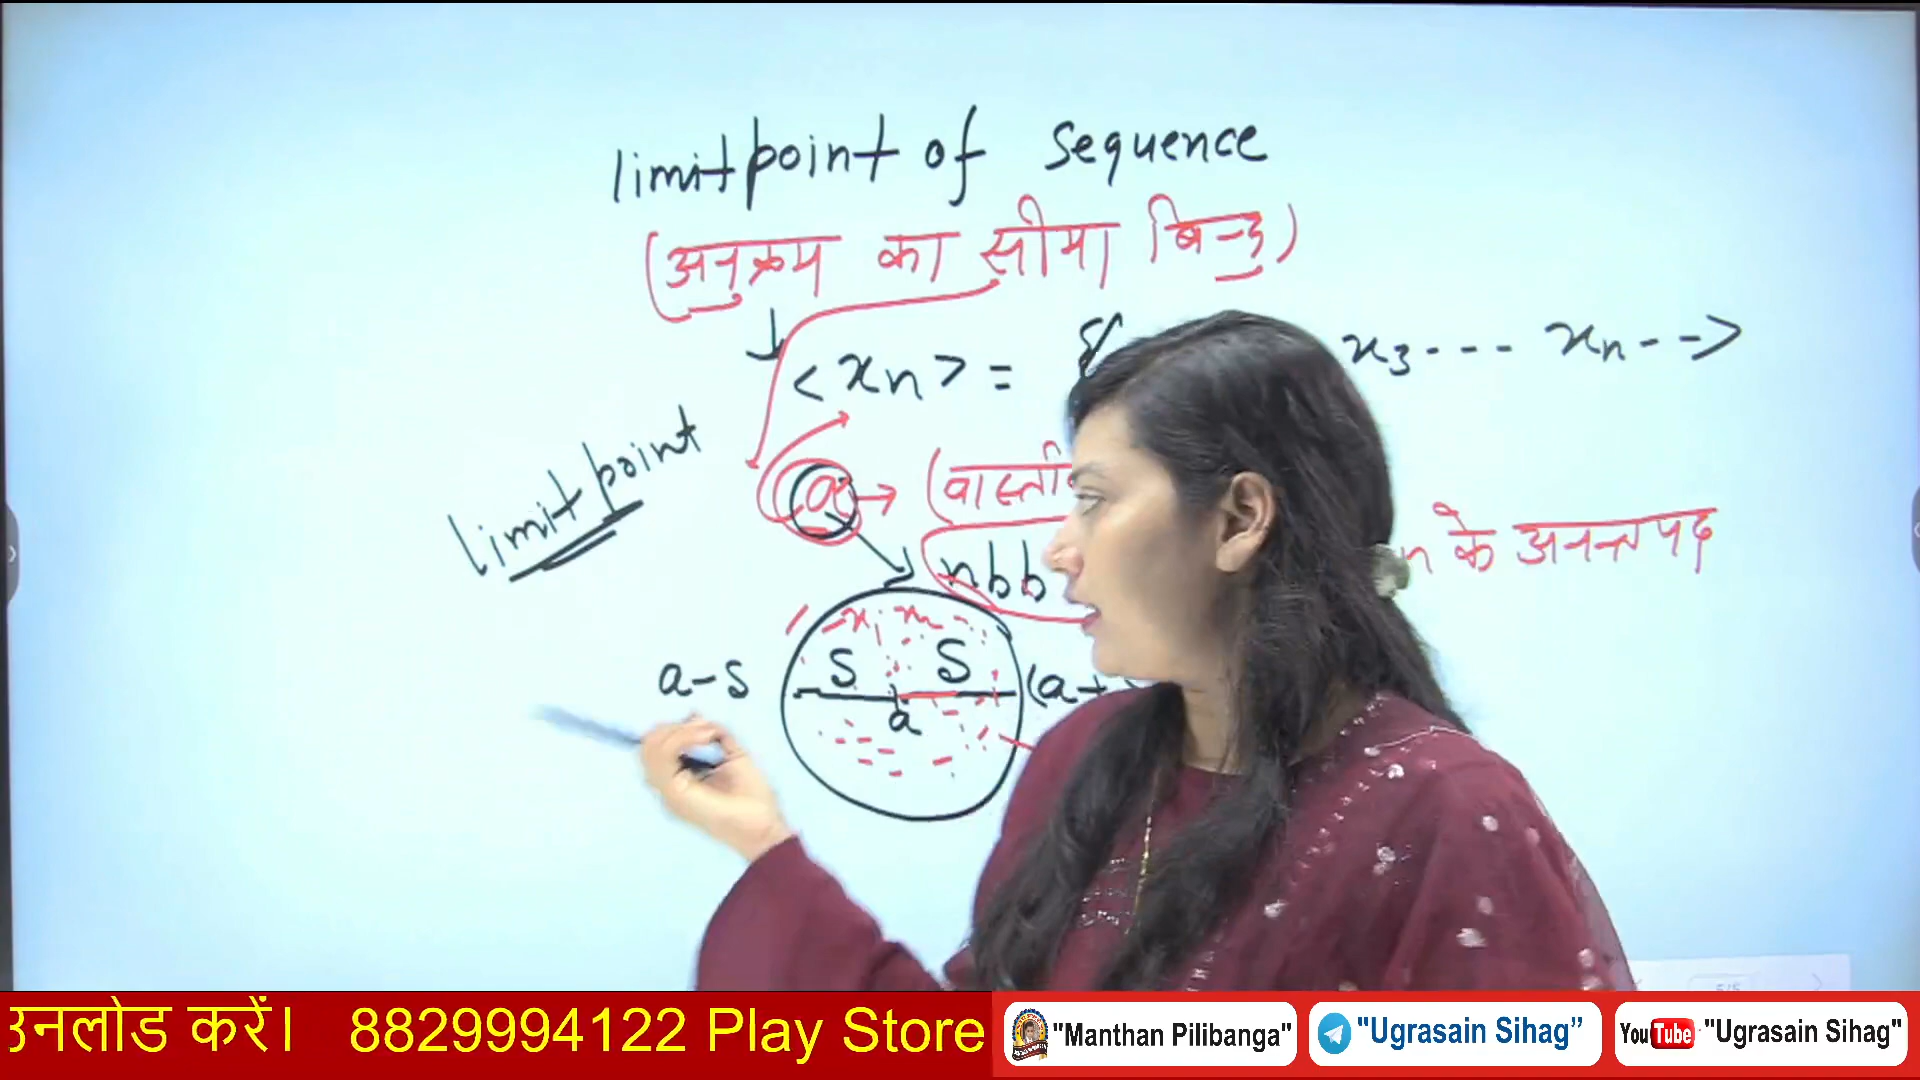 limit point of sequence
(अनुक्रम का सीमा बिन्दु)
<xn> = x3 --- xn -->
limit point
a → (वास्ती
nbb n के अनन्त पद
S S
a-s a (a+
उनलोड करें। 8829994122 Play Store "Manthan Pilibanga" "Ugrasain Sihag" YouTube "Ugrasain Sihag"